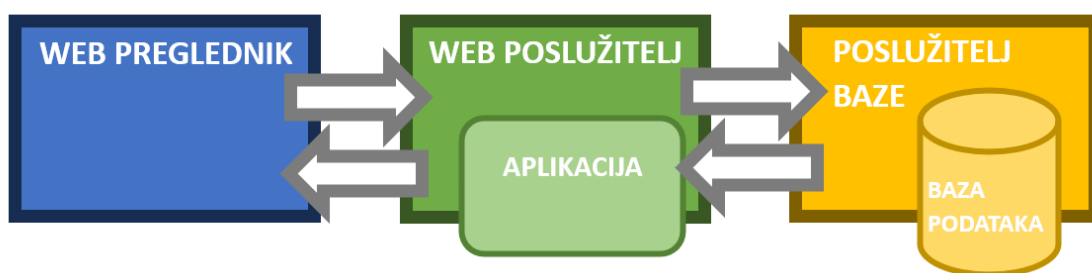 WEB PREGLEDNIK
WEB POSLUŽITELJ
APLIKACIJA
POSLUŽITELJ
BAZE
BAZA
PODATAKA